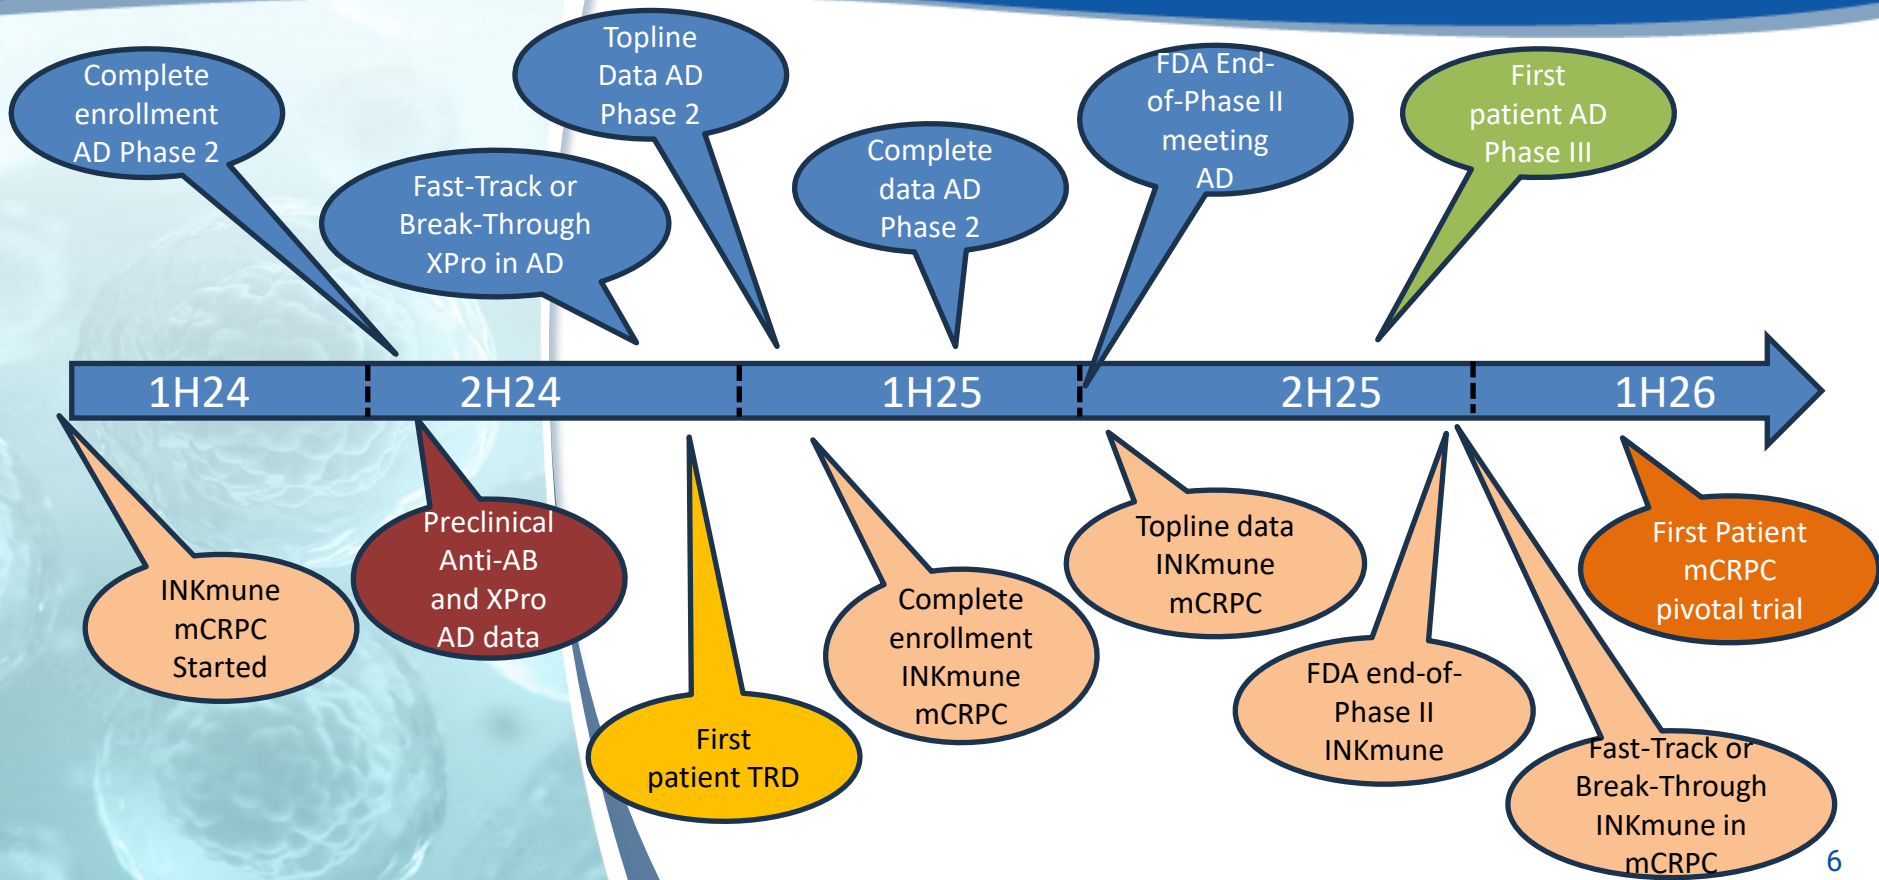 Complete
enrollment
AD Phase 2
Fast-Track or
Break-Through
XPro in AD
Topline
Data AD
Phase 2
Complete
data AD
Phase 2
FDA End-
of-Phase II
meeting
AD
First
patient AD
Phase III
1H24
2H24
1H25
2H25
1H26
INKmune
mCRPC
Started
Preclinical
Anti-AB
and XPro
AD data
First
patient TRD
Complete
enrollment
INKmune
mCRPC
Topline data
INKmune
mCRPC
FDA end-of-
Phase II
INKmune
Fast-Track or
Break-Through
INKmune in
mCRPC
First Patient
mCRPC
pivotal trial
6